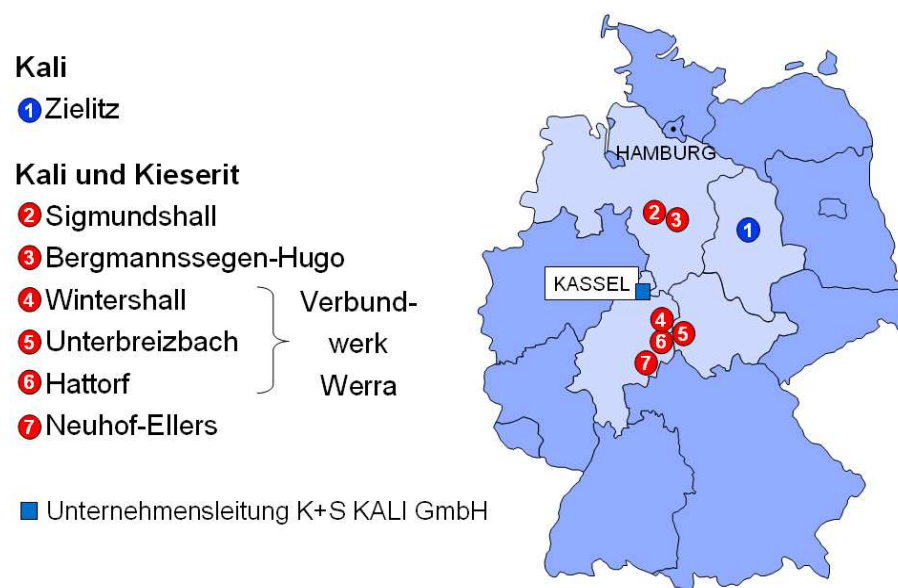 Kali
1 Zielitz
Kali und Kieserit
2 Sigmundshall
3 Bergmannssegen-Hugo
4 Wintershall
5 Unterbreizbach
6 Hattorf
7 Neuhof-Ellers
Verbund-
werk
Werra
Unternehmensleitung K+S KALI GmbH
HAMBURG
2
3
1
KASSEL
4
5
6
7